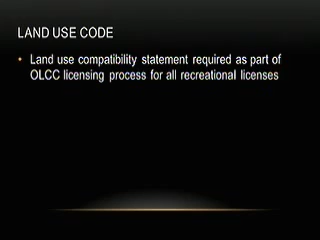 LAND USE CODE
• Land use compatibility statement required as part of
OLCC licensing process for all recreational licenses